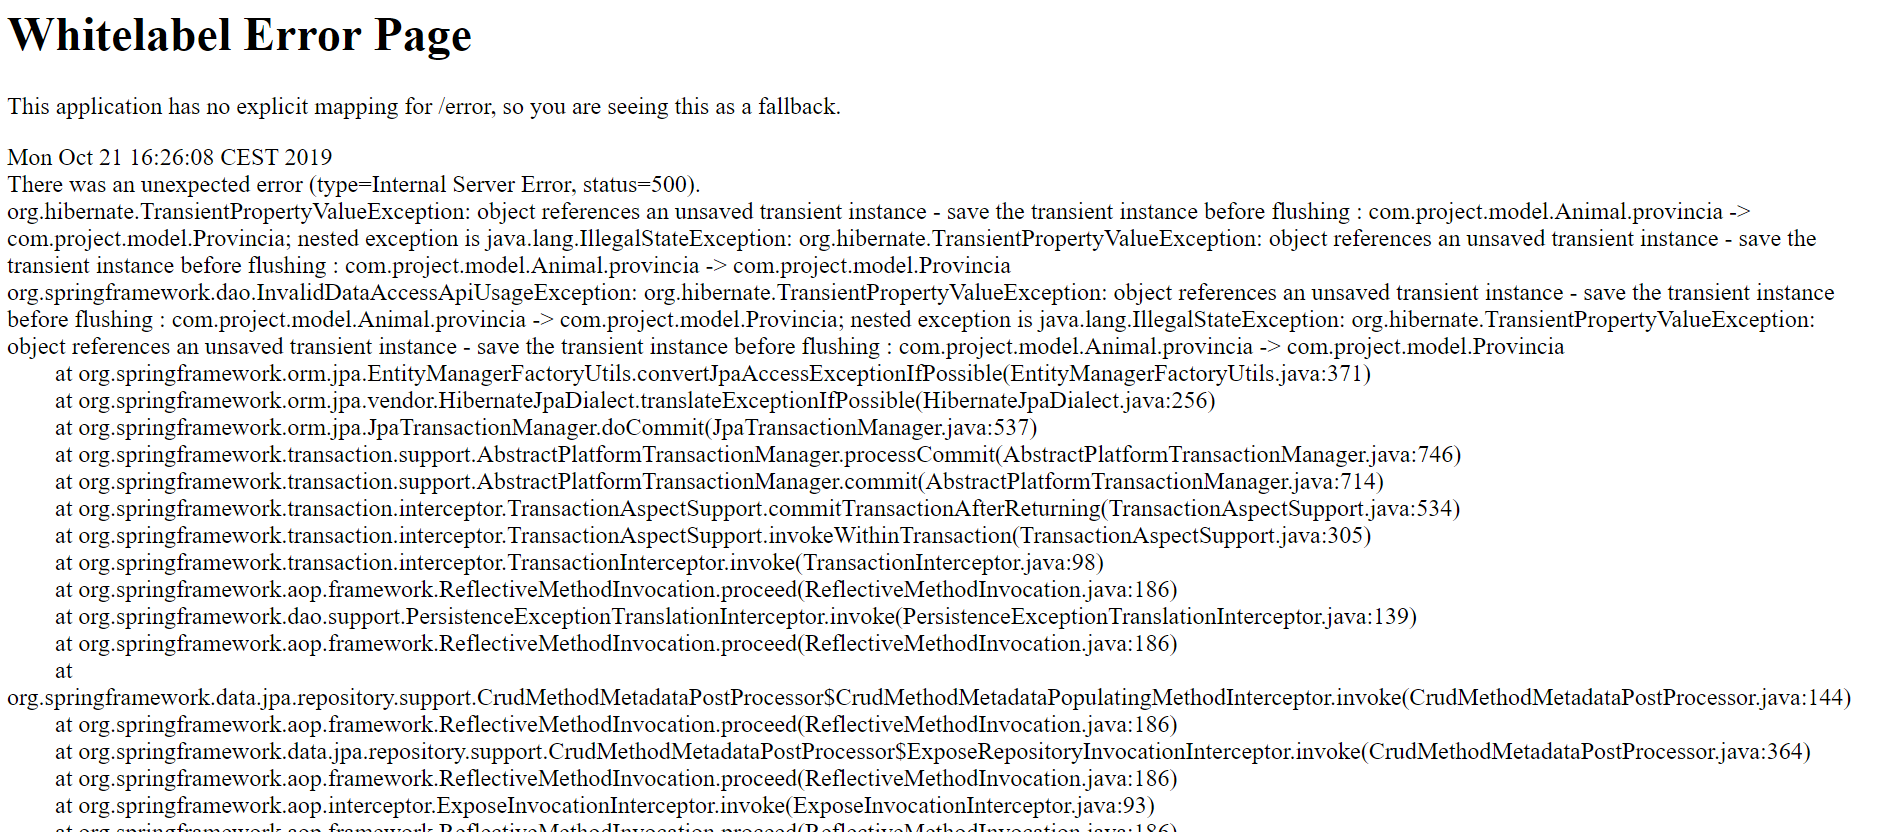 Whitelabel Error Page
This application has no explicit mapping for /error, so you are seeing this as a fallback.
Mon Oct 21 16:26:08 CEST 2019
There was an unexpected error (type=Internal Server Error, status=500).
org.hibernate.TransientPropertyValueException: object references an unsaved transient instance - save the transient instance before flushing : com.project.model.Animal.provincia ->
com.project.model.Provincia; nested exception is java.lang.IllegalStateException: org.hibernate.TransientPropertyValueException: object references an unsaved transient instance - save the
transient instance before flushing : com.project.model.Animal.provincia -> com.project.model.Provincia
org.springframework.dao.InvalidDataAccessApiUsageException: org.hibernate.TransientPropertyValueException: object references an unsaved transient instance - save the transient instance
before flushing : com.project.model.Animal.provincia -> com.project.model.Provincia; nested exception is java.lang.IllegalStateException: org.hibernate.TransientPropertyValueException:
object references an unsaved transient instance - save the transient instance before flushing : com.project.model.Animal.provincia -> com.project.model.Provincia
at org.springframework.orm.jpa.EntityManagerFactoryUtils.convertJpaAccessExceptionIfPossible(EntityManagerFactoryUtils.java:371)
at org.springframework.orm.jpa.vendor.HibernateJpaDialect.translateExceptionIfPossible(HibernateJpaDialect.java:256)
at org.springframework.orm.jpa.JpaTransactionManager.doCommit(JpaTransactionManager.java:537)
at org.springframework.transaction.support.AbstractPlatformTransactionManager.processCommit(AbstractPlatformTransactionManager.java:746)
at org.springframework.transaction.support.AbstractPlatformTransactionManager.commit(AbstractPlatformTransactionManager.java:714)
at org.springframework.transaction.interceptor.TransactionAspectSupport.commitTransactionAfterReturning(TransactionAspectSupport.java:534)
at org.springframework.transaction.interceptor.TransactionAspectSupport.invokeWithinTransaction(TransactionAspectSupport.java:305)
at org.springframework.transaction.interceptor.TransactionInterceptor.invoke(TransactionInterceptor.java:98)
at org.springframework.aop.framework.ReflectiveMethodInvocation.proceed(ReflectiveMethodInvocation.java:186)
at org.springframework.dao.support.PersistenceExceptionTranslationInterceptor.invoke(PersistenceExceptionTranslationInterceptor.java:139)
at org.springframework.aop.framework.ReflectiveMethodInvocation.proceed(ReflectiveMethodInvocation.java:186)
at
org.springframework.data.jpa.repository.support.CrudMethodMetadataPostProcessor$CrudMethodMetadataPopulatingMethodInterceptor.invoke(CrudMethodMetadataPostProcessor.java:144)
at org.springframework.aop.framework.ReflectiveMethodInvocation.proceed(ReflectiveMethodInvocation.java:186)
at org.springframework.data.jpa.repository.support.CrudMethodMetadataPostProcessor$ExposeRepositoryInvocationInterceptor.invoke(CrudMethodMetadataPostProcessor.java:364)
at org.springframework.aop.framework.ReflectiveMethodInvocation.proceed(ReflectiveMethodInvocation.java:186)
at org.springframework.aop.interceptor.ExposeInvocationInterceptor.invoke(ExposeInvocationInterceptor.java:93)
at org.springframework.aop.framework.ReflectiveMethodInvocation.proceed(ReflectiveMethodInvocation.java:186)